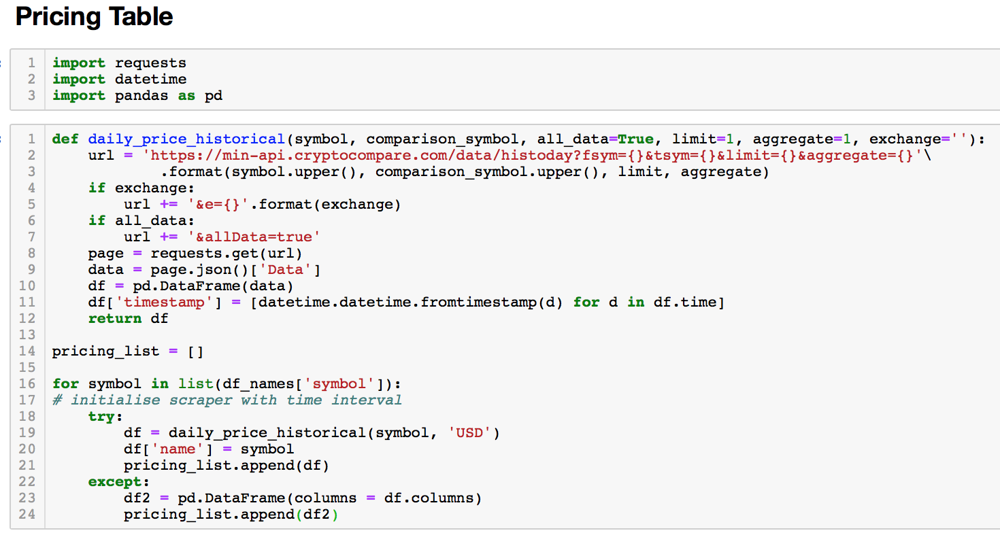 Pricing Table
1 import requests
2 import datetime
3 import pandas as pd
1 def daily_price_historical(symbol, comparison_symbol, all_data=True, limit=1, aggregate=1, exchange=''):
2     url = 'https://min-api.cryptocompare.com/data/histoday?fsym={}&tsym={}&limit={}&aggregate={}'\
3             .format(symbol.upper(), comparison_symbol.upper(), limit, aggregate)
4     if exchange:
5         url += '&e={}'.format(exchange)
6     if all_data:
7         url += '&allData=true'
8     page = requests.get(url)
9     data = page.json()['Data']
10     df = pd.DataFrame(data)
11     df['timestamp'] = [datetime.datetime.fromtimestamp(d) for d in df.time]
12     return df
13
14 pricing_list = []
15
16 for symbol in list(df_names['symbol']):
17 # initialise scraper with time interval
18     try:
19         df = daily_price_historical(symbol, 'USD')
20         df['name'] = symbol
21         pricing_list.append(df)
22     except:
23         df2 = pd.DataFrame(columns = df.columns)
24         pricing_list.append(df2)